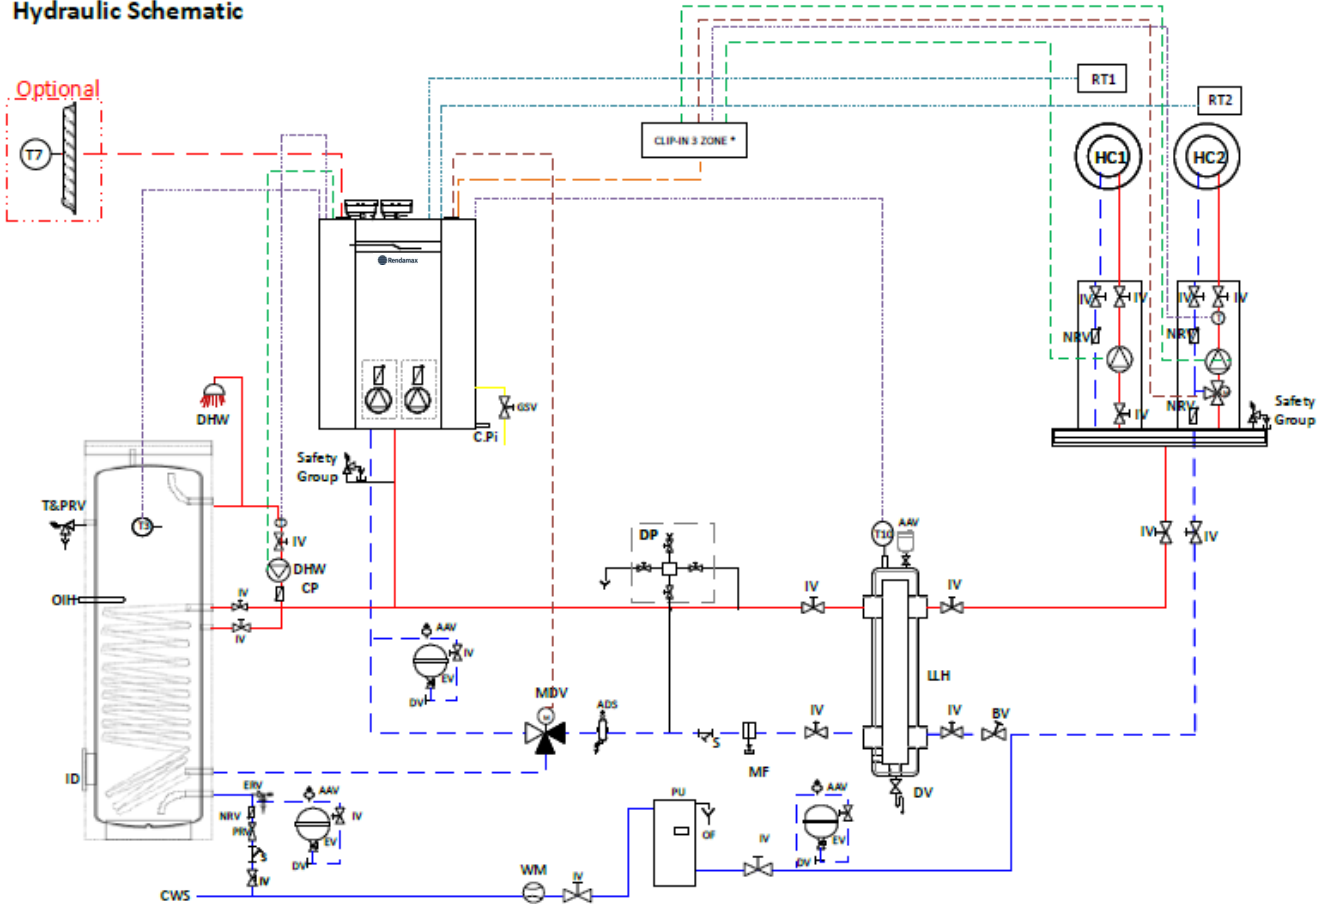 Hydraulic Schematic
Optional
T7
RT1
RT2
CLIP-IN 3 ZONE *
HC1
HC2
Rendamax
IV
IV
IV
IV
T
NRV
NRV
GSV
DHW
NRV
IV
Safety
Group
C.Pi
Safety
Group
T&PRV
T3
IV
DHW
CP
OIH
IV
IV
DP
T10
AAV
IV
IV
IV
IV
AAV
IV
EV
DV
LLH
MDV
M
ADS
S
MF
IV
IV
BV
ID
ERV
NRV
PRV
S
IV
AAV
IV
EV
DV
PU
OF
AAV
EV
DV
DV
IV
WM
IV
CWS